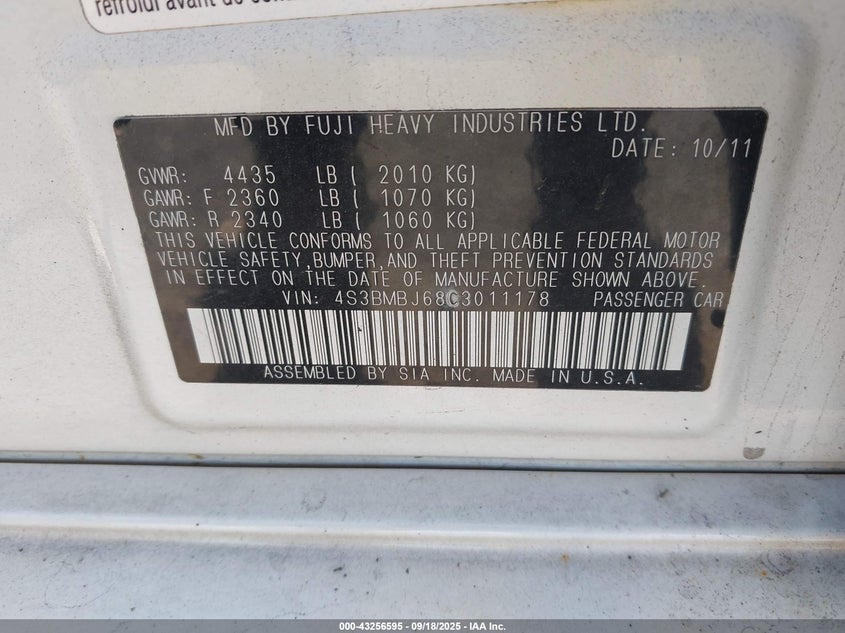 refroidi avant de
MFD BY FUJI HEAVY INDUSTRIES LTD.
DATE: 10/11
GVWR: 4435 LB ( 2010 KG)
GAWR: F 2360 LB ( 1070 KG)
GAWR: R 2340 LB ( 1060 KG)
THIS VEHICLE CONFORMS TO ALL APPLICABLE FEDERAL MOTOR
VEHICLE SAFETY,BUMPER,AND THEFT PREVENTION STANDARDS
IN EFFECT ON THE DATE OF MANUFACTURE SHOWN ABOVE.
VIN: 4S3BMBJ68C3011178 PASSENGER CAR
ASSEMBLED BY SIA INC. MADE IN U.S.A.
000-43256595 - 09/18/2025 - IAA Inc.